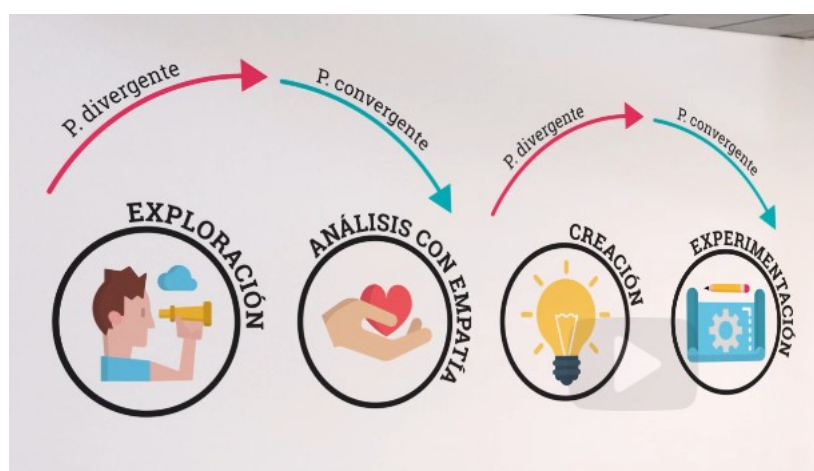 P. divergente
P. convergente
P. divergente
P. convergente
EXPLORACIÓN
ANÁLISIS CON EMPATÍA
CREACIÓN
EXPERIMENTACIÓN